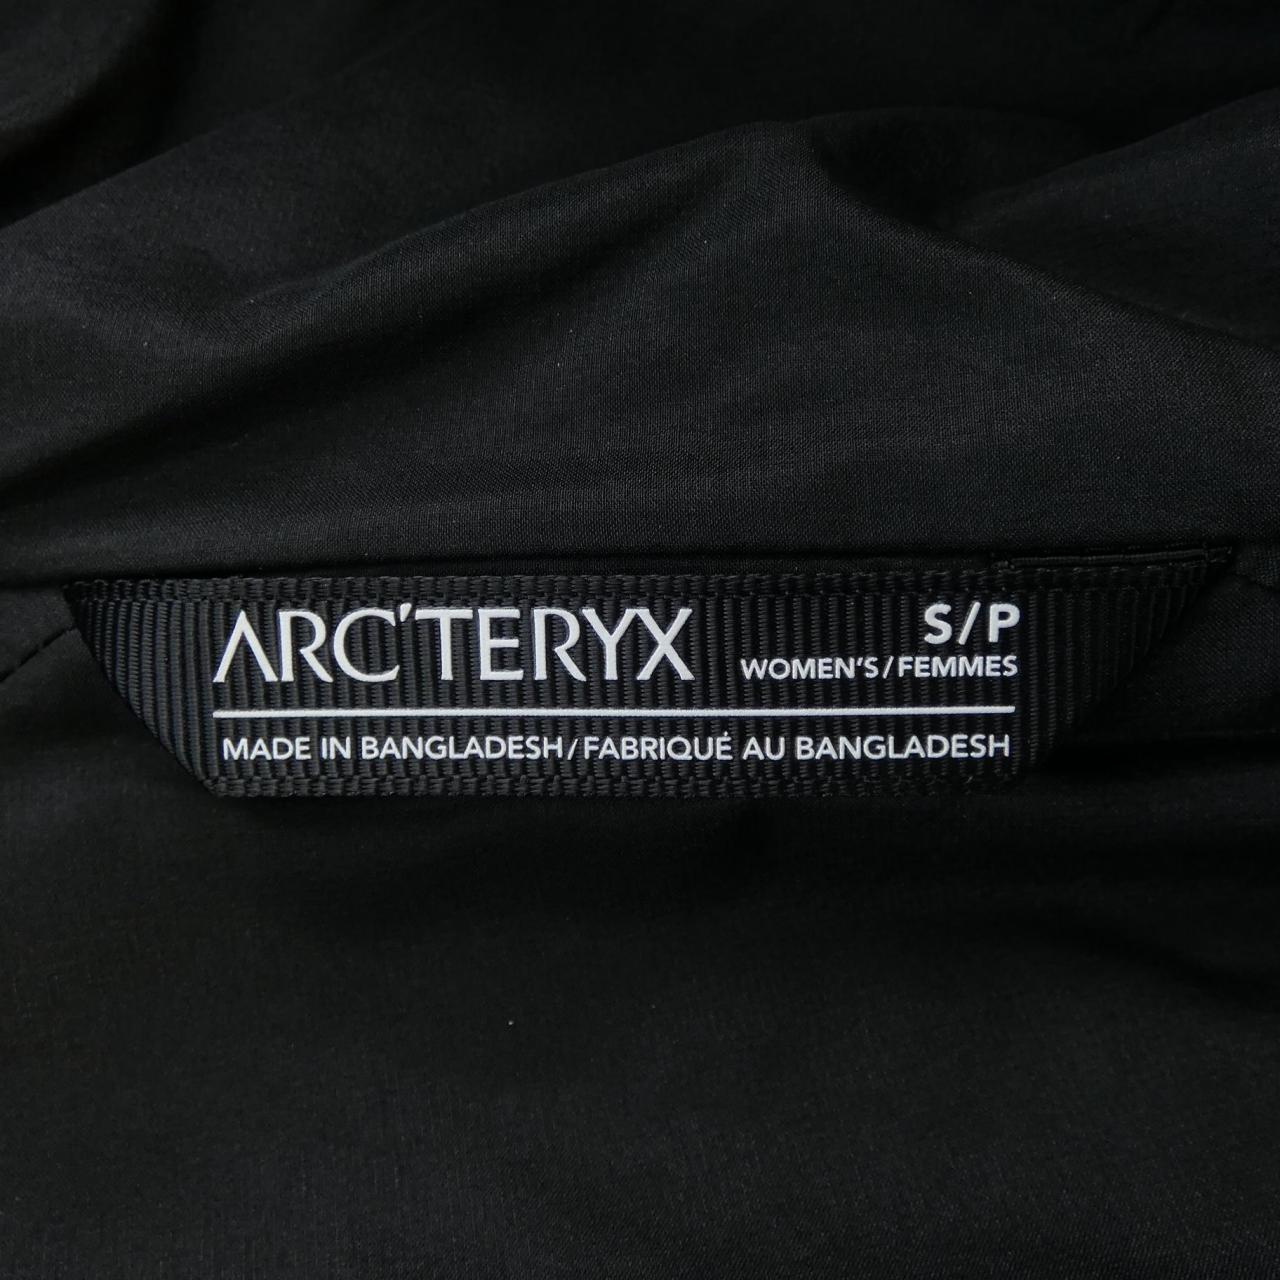 ARC'TERYX
S/P
WOMEN'S/FEMMES
MADE IN BANGLADESH/FABRIQUÉ AU BANGLADESH